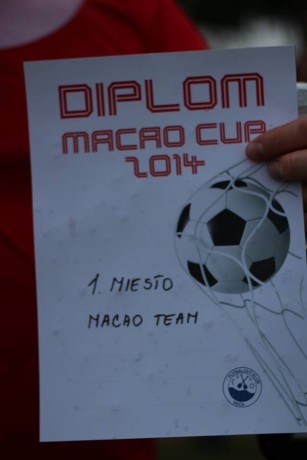 DIPLOM
MACAO CUP
2014
1. MIESTO
MACAO TEAM